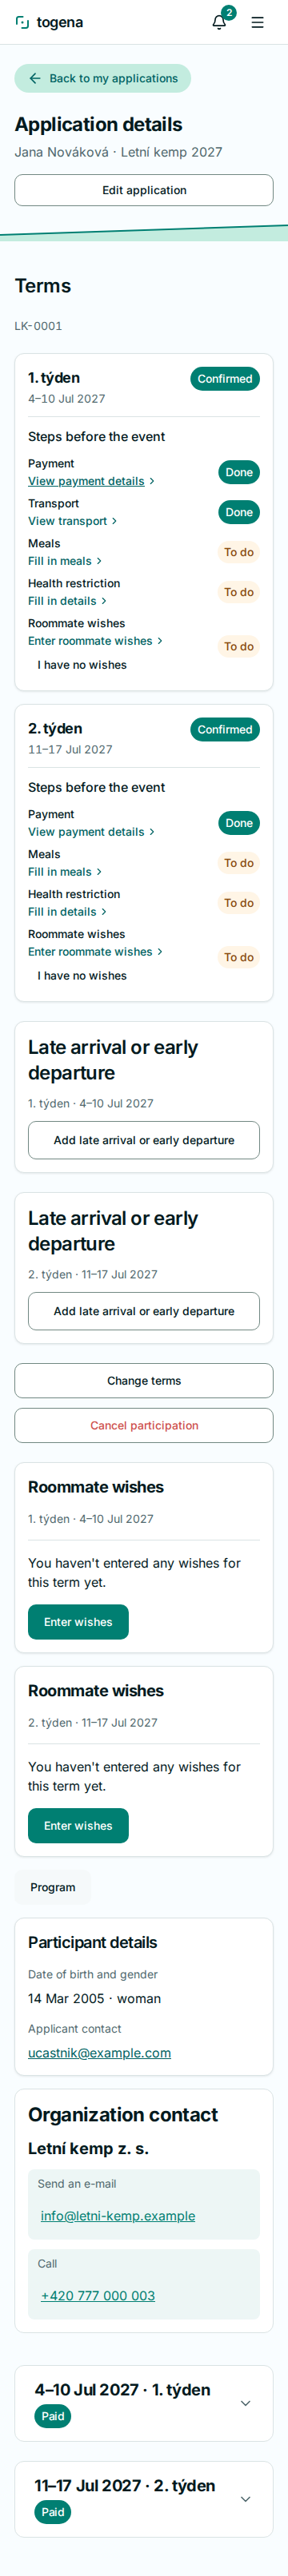 togena
2
Back to my applications
Application details
Jana Nováková · Letní kemp 2027
Edit application
Terms
LK-0001
1. týden
Confirmed
4–10 Jul 2027
Steps before the event
Payment
View payment details
Done
Transport
View transport
Done
Meals
Fill in meals
To do
Health restriction
Fill in details
To do
Roommate wishes
Enter roommate wishes
To do
I have no wishes
2. týden
Confirmed
11–17 Jul 2027
Steps before the event
Payment
View payment details
Done
Meals
Fill in meals
To do
Health restriction
Fill in details
To do
Roommate wishes
Enter roommate wishes
To do
I have no wishes
Late arrival or early
departure
1. týden · 4–10 Jul 2027
Add late arrival or early departure
Late arrival or early
departure
2. týden · 11–17 Jul 2027
Add late arrival or early departure
Change terms
Cancel participation
Roommate wishes
1. týden · 4–10 Jul 2027
You haven't entered any wishes for
this term yet.
Enter wishes
Roommate wishes
2. týden · 11–17 Jul 2027
You haven't entered any wishes for
this term yet.
Enter wishes
Program
Participant details
Date of birth and gender
14 Mar 2005 · woman
Applicant contact
ucastnik@example.com
Organization contact
Letní kemp z. s.
Send an e-mail
info@letni-kemp.example
Call
+420 777 000 003
4–10 Jul 2027 · 1. týden
Paid
11–17 Jul 2027 · 2. týden
Paid